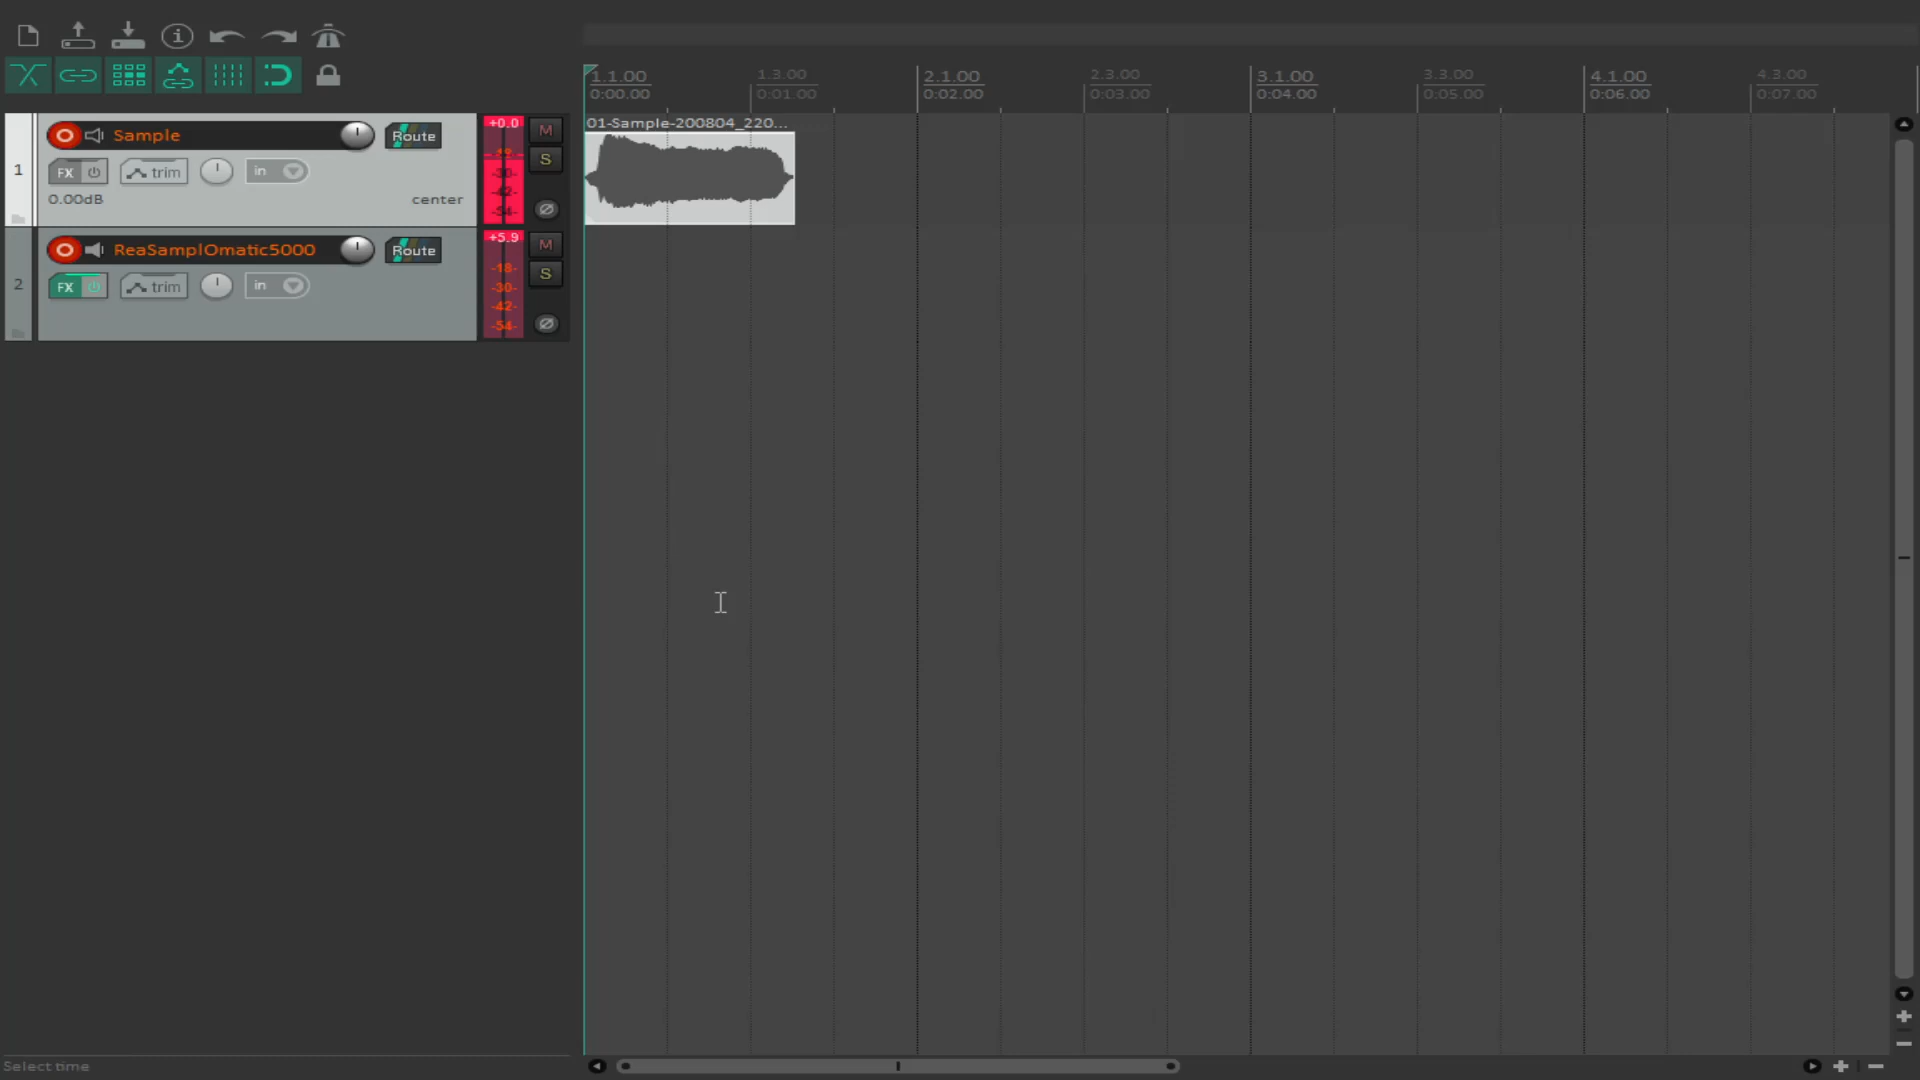 1.1.00 1.3.00 2.1.00 2.3.00 3.1.00 3.3.00 4.1.00 4.3.00
0:00.00 0:01.00 0:02.00 0:03.00 0:04.00 0:05.00 0:06.00 0:07.00
01-Sample-200804_220...
1
Sample
Route
+0.0
M
S
FX
trim
in
-30-
-42-
-54-
0.00dB
center
2
ReaSamplOmatic5000
Route
+5.9
M
S
FX
trim
in
-18-
-30-
-42-
-54-
Select time